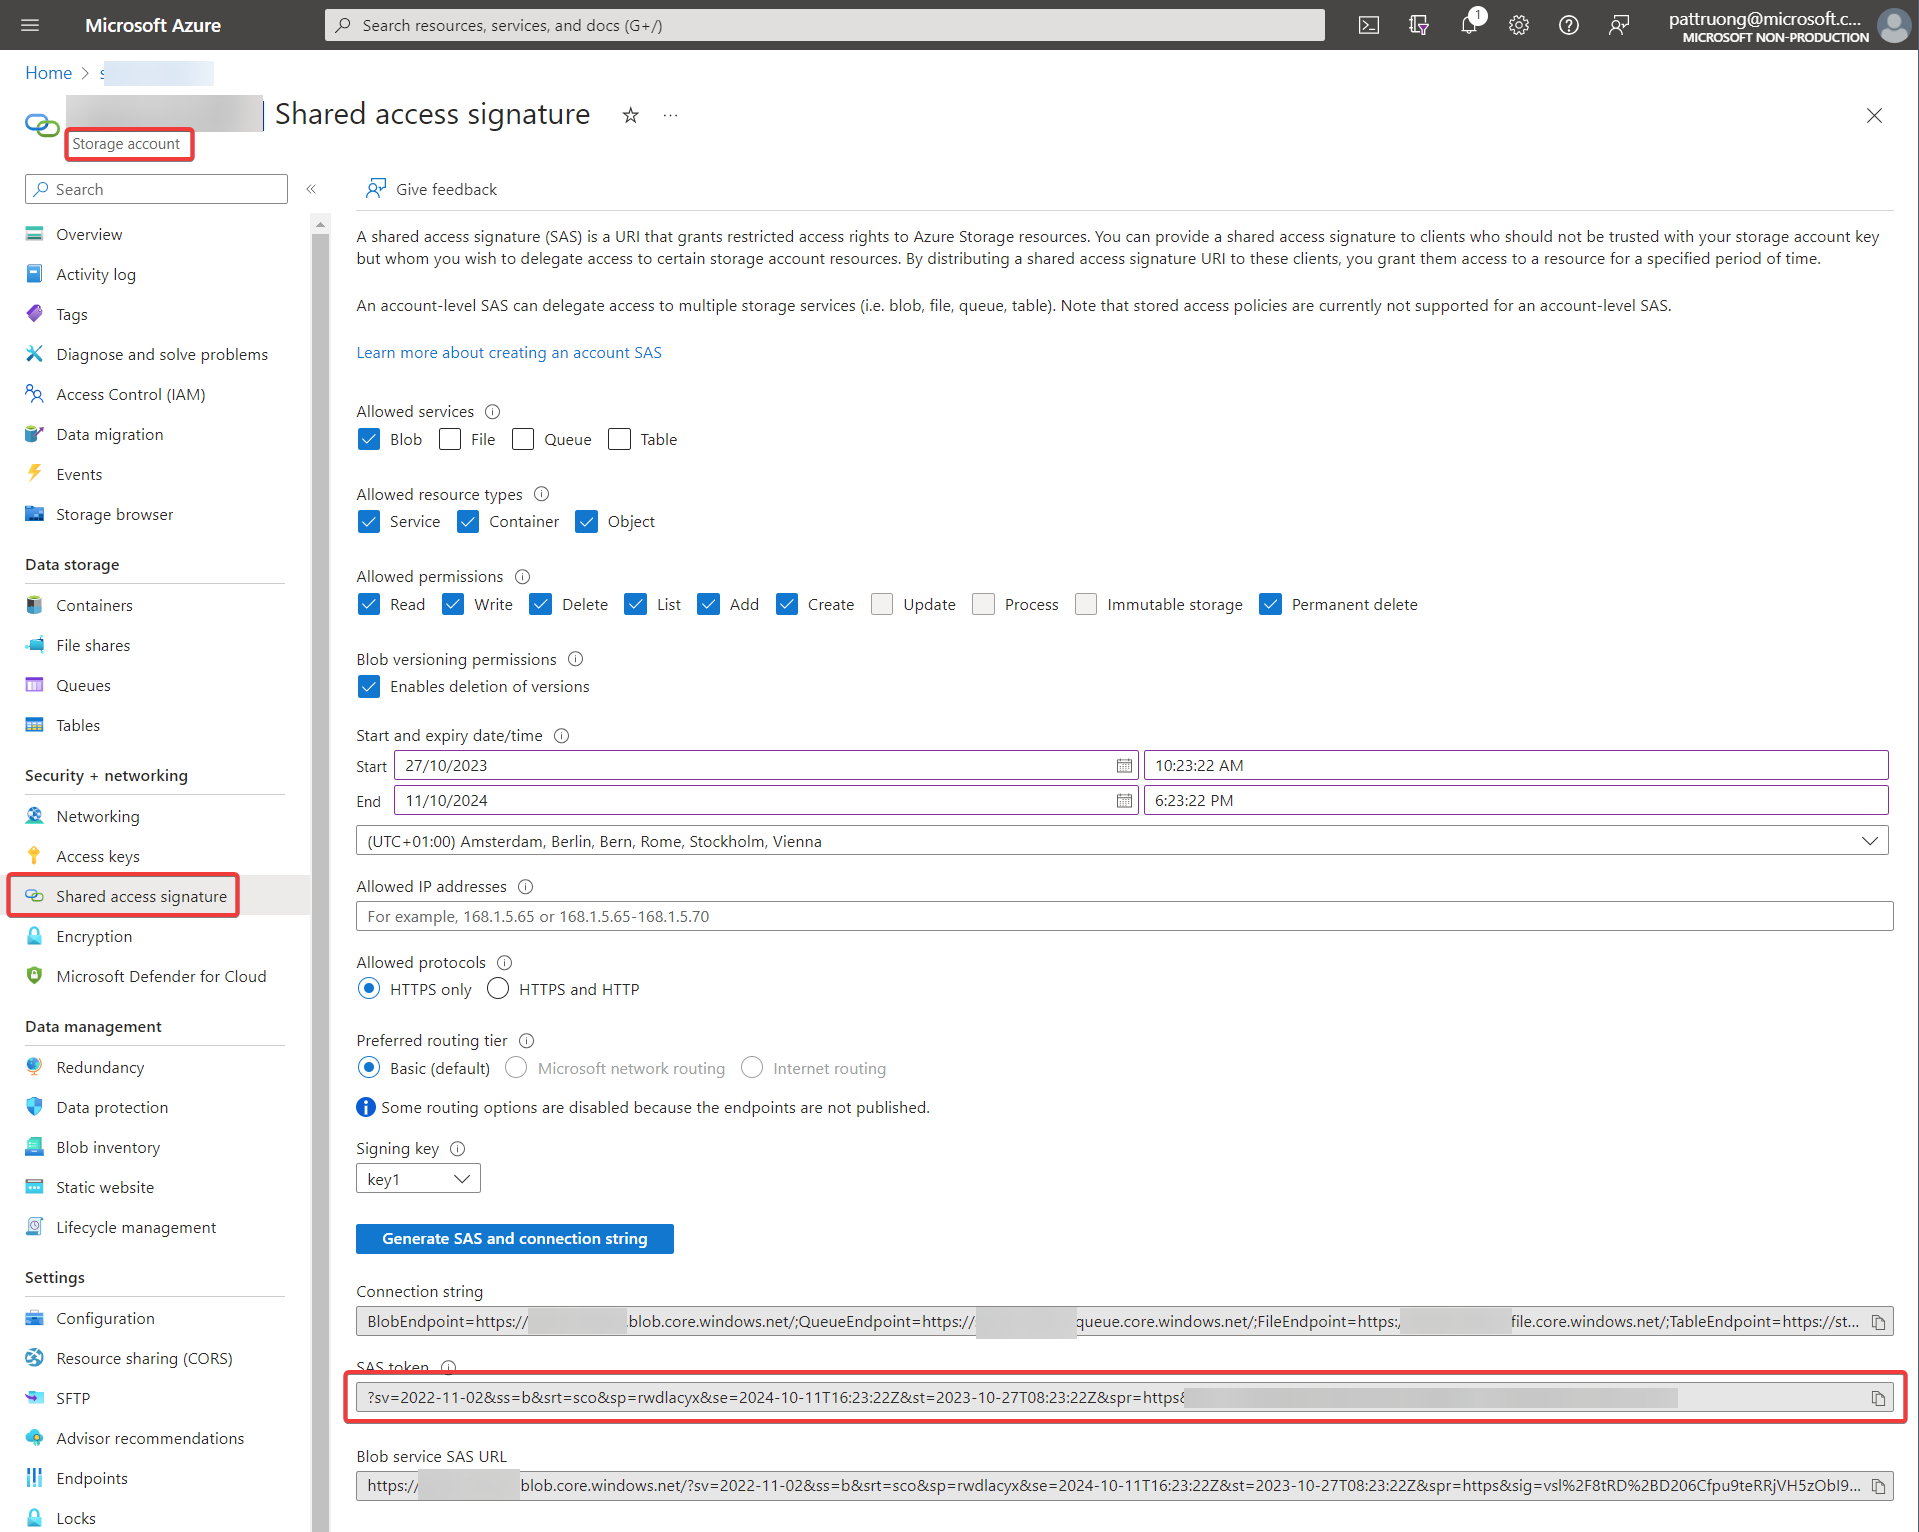 Microsoft Azure
Search resources, services, and docs (G+/)
1
pattruong@microsoft.c...
MICROSOFT NON-PRODUCTION
Home > s
Shared access signature
Storage account
Search
Give feedback
Overview
Activity log
Tags
Diagnose and solve problems
Access Control (IAM)
Data migration
Events
Storage browser
Data storage
Containers
File shares
Queues
Tables
Security + networking
Networking
Access keys
Shared access signature
Encryption
Microsoft Defender for Cloud
Data management
Redundancy
Data protection
Blob inventory
Static website
Lifecycle management
Settings
Configuration
Resource sharing (CORS)
SFTP
Advisor recommendations
Endpoints
Locks
A shared access signature (SAS) is a URI that grants restricted access rights to Azure Storage resources. You can provide a shared access signature to clients who should not be trusted with your storage account key
but whom you wish to delegate access to certain storage account resources. By distributing a shared access signature URI to these clients, you grant them access to a resource for a specified period of time.
An account-level SAS can delegate access to multiple storage services (i.e. blob, file, queue, table). Note that stored access policies are currently not supported for an account-level SAS.
Learn more about creating an account SAS
Allowed services
Blob File Queue Table
Allowed resource types
Service Container Object
Allowed permissions
Read Write Delete List Add Create Update Process Immutable storage Permanent delete
Blob versioning permissions
Enables deletion of versions
Start and expiry date/time
Start 27/10/2023 10:23:22 AM
End 11/10/2024 6:23:22 PM
(UTC+01:00) Amsterdam, Berlin, Bern, Rome, Stockholm, Vienna
Allowed IP addresses
For example, 168.1.5.65 or 168.1.5.65-168.1.5.70
Allowed protocols
HTTPS only HTTPS and HTTP
Preferred routing tier
Basic (default) Microsoft network routing Internet routing
Some routing options are disabled because the endpoints are not published.
Signing key
key1
Generate SAS and connection string
Connection string
BlobEndpoint=https:// .blob.core.windows.net/;QueueEndpoint=https:// queue.core.windows.net/;FileEndpoint=https:/ file.core.windows.net/;TableEndpoint=https://st...
SAS token
?sv=2022-11-02&ss=b&srt=sco&sp=rwdlacyx&se=2024-10-11T16:23:22Z&st=2023-10-27T08:23:22Z&spr=https&
Blob service SAS URL
https:// blob.core.windows.net/?sv=2022-11-02&ss=b&srt=sco&sp=rwdlacyx&se=2024-10-11T16:23:22Z&st=2023-10-27T08:23:22Z&spr=https&sig=vsl%2F8tRD%2BD206Cfpu9teRRjVH5zObI9...